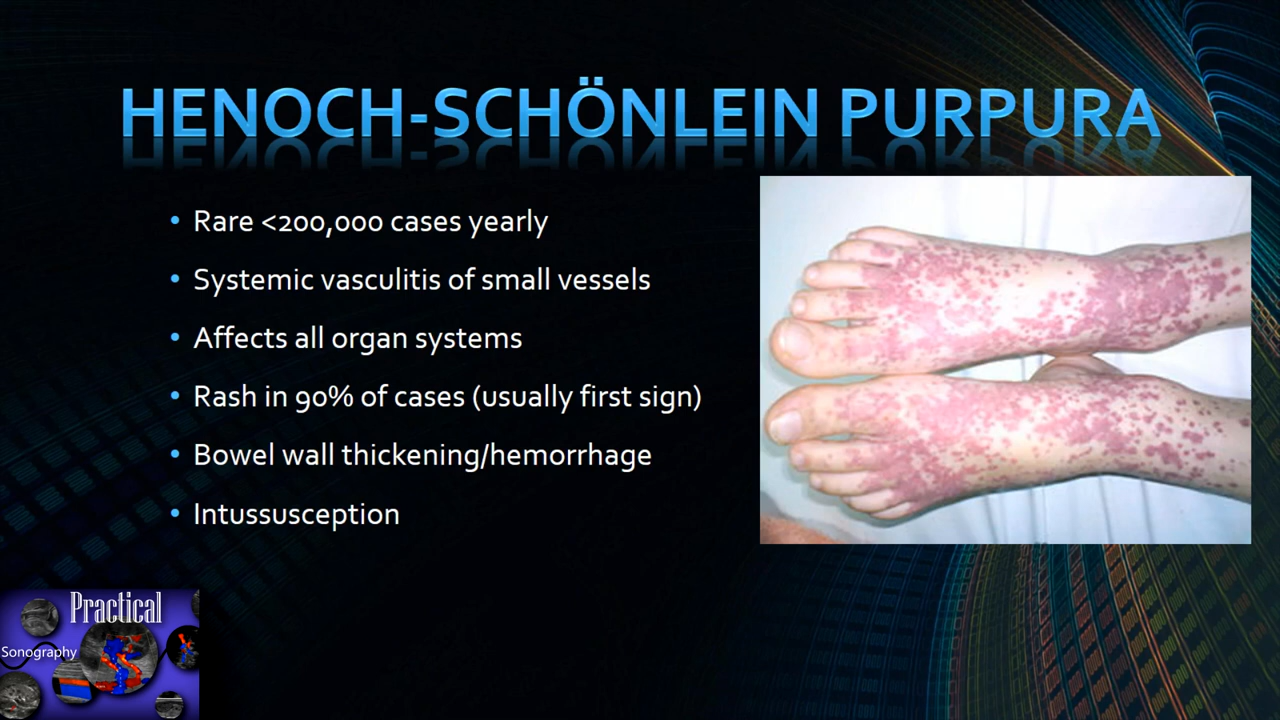 HENOCH-SCHÖNLEIN PURPURA
• Rare <200,000 cases yearly
• Systemic vasculitis of small vessels
• Affects all organ systems
• Rash in 90% of cases (usually first sign)
• Bowel wall thickening/hemorrhage
• Intussusception
Practical
Sonography